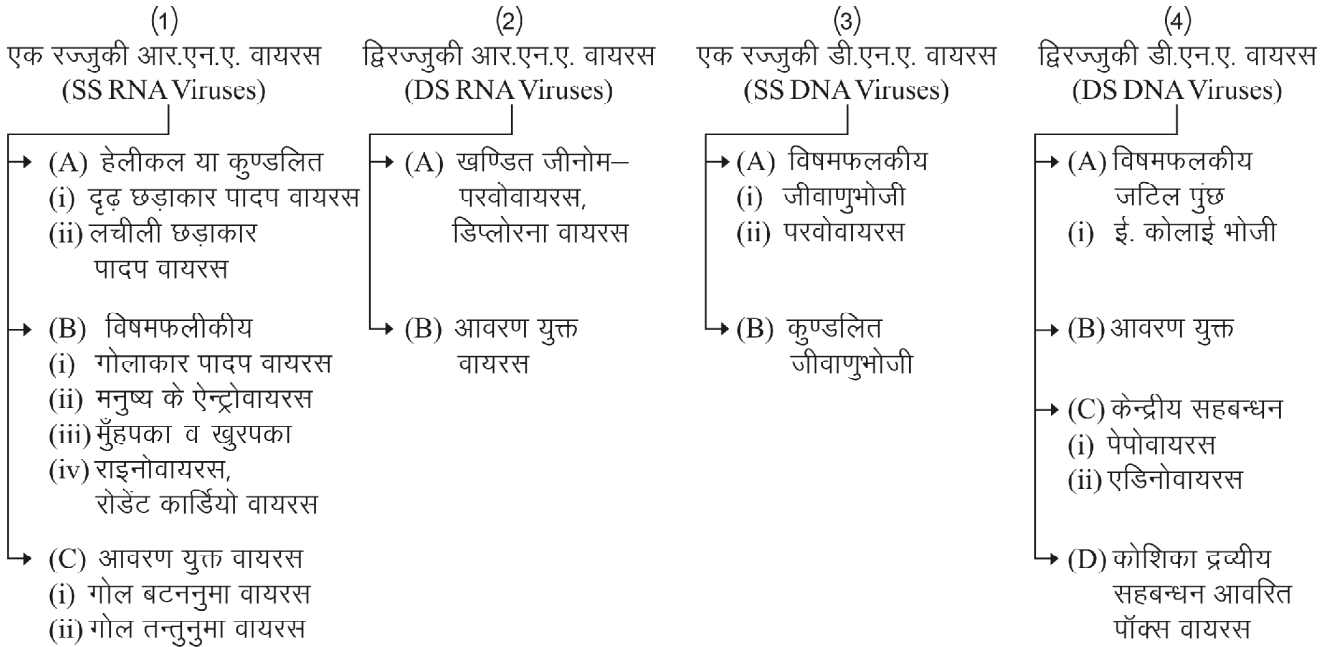 (1)
एक रज्जुकी आर.एन.ए. वायरस
(SS RNA Viruses)
(A) हेलीकल या कुण्डलित
(i) दृढ़ छड़ाकार पादप वायरस
(ii) लचीली छड़ाकार
पादप वायरस
(B) विषमफलीकीय
(i) गोलाकार पादप वायरस
(ii) मनुष्य के ऐन्ट्रोवायरस
(iii) मुँहपका व खुरपका
(iv) राइनोवायरस,
रोडेंट कार्डियो वायरस
(C) आवरण युक्त वायरस
(i) गोल बटननुमा वायरस
(ii) गोल तन्तुनुमा वायरस
(2)
द्विरज्जुकी आर.एन.ए. वायरस
(DS RNA Viruses)
(A) खण्डित जीनोम–
परवोवायरस,
डिप्लोरना वायरस
(B) आवरण युक्त
वायरस
(3)
एक रज्जुकी डी.एन.ए. वायरस
(SS DNA Viruses)
(A) विषमफलकीय
(i) जीवाणुभोजी
(ii) परवोवायरस
(B) कुण्डलित
जीवाणुभोजी
(4)
द्विरज्जुकी डी.एन.ए. वायरस
(DS DNA Viruses)
(A) विषमफलकीय
जटिल पुंछ
(i) ई. कोलाई भोजी
(B) आवरण युक्त
(C) केन्द्रीय सहबन्धन
(i) पेपोवायरस
(ii) एडिनोवायरस
(D) कोशिका द्रव्यीय
सहबन्धन आवरित
पॉक्स वायरस